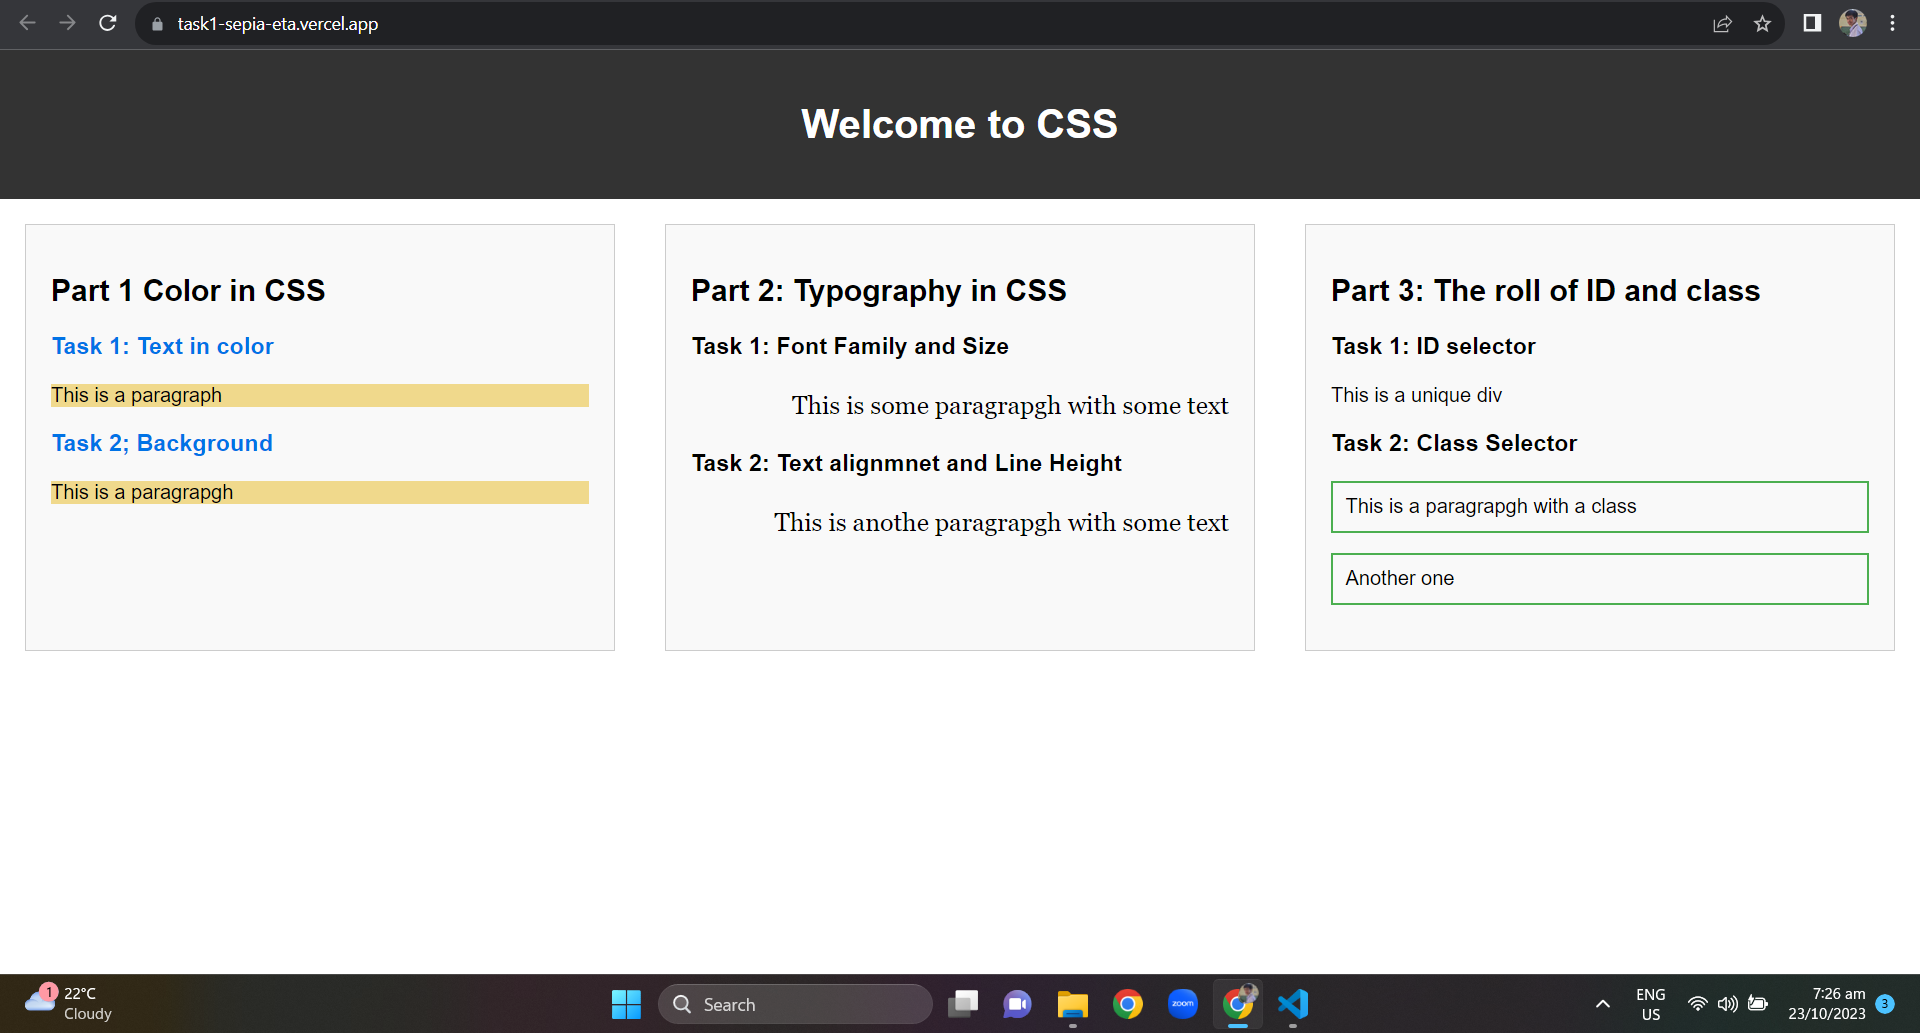 task1-sepia-eta.vercel.app
Welcome to CSS
Part 1 Color in CSS
Task 1: Text in color
This is a paragraph
Task 2; Background
This is a paragrapgh
Part 2: Typography in CSS
Task 1: Font Family and Size
This is some paragrapgh with some text
Task 2: Text alignmnet and Line Height
This is anothe paragrapgh with some text
Part 3: The roll of ID and class
Task 1: ID selector
This is a unique div
Task 2: Class Selector
This is a paragrapgh with a class
Another one
1
22°C
Cloudy
Search
zoom
ENG
US
7:26 am
23/10/2023
3